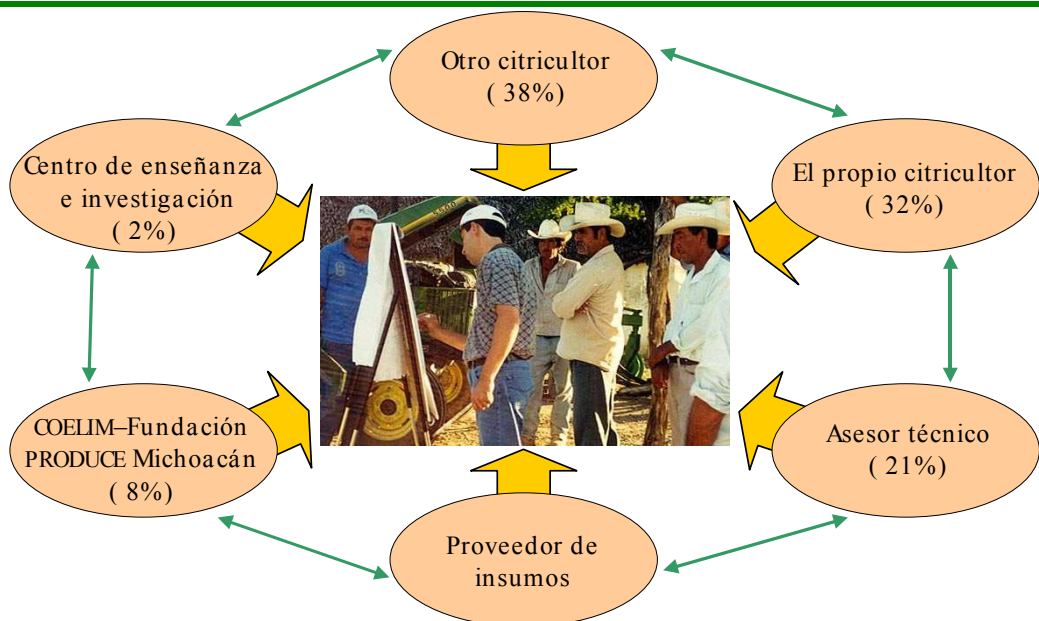 Otro citricultor
( 38%)
El propio citricultor
( 32%)
Asesor técnico
( 21%)
Proveedor de
insumos
COELIM–Fundación
PRODUCE Michoacán
( 8%)
Centro de enseñanza
e investigación
( 2%)
5500